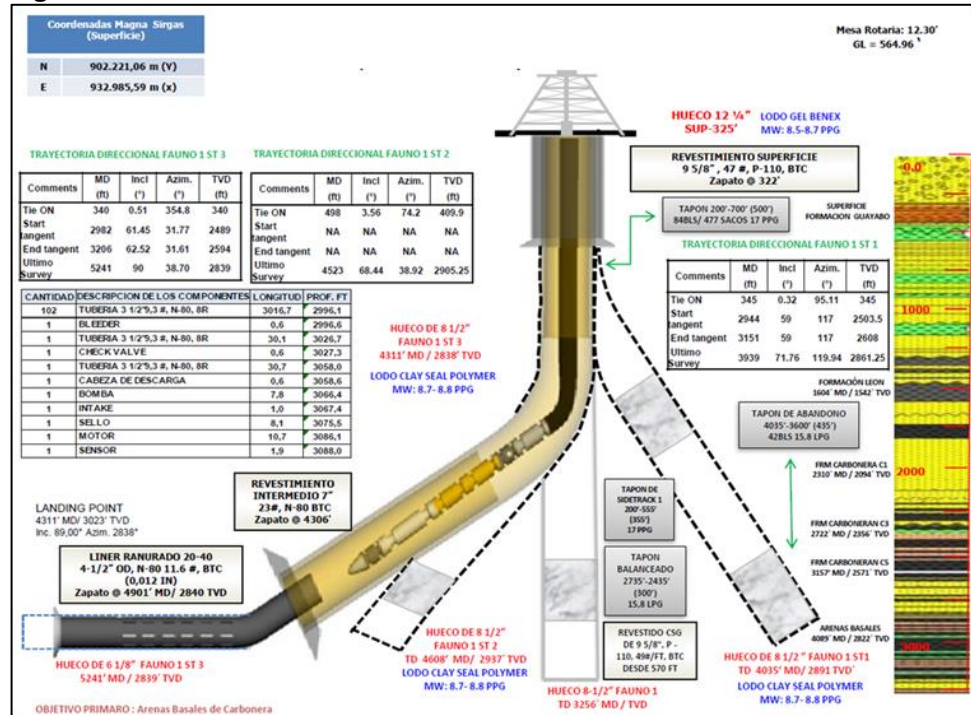 Coordenadas Magna Sirgas
(Superficie)
N 902.221,06 m (Y)
E 932.985,59 m (x)
Mesa Rotaria: 12.30'
GL = 564.96 `
HUECO 12 ¼"
SUP-325'
LODO GEL BENEX
MW: 8.5-8.7 PPG
REVESTIMIENTO SUPERFICIE
9 5/8" , 47 #, P-110, BTC
Zapato @ 322'
TAPON 200'-700' (500')
84BLS/ 477 SACOS 17 PPG
SUPERFICIE
FORMACION GUAYABO
TRAYECTORIA DIRECCIONAL FAUNO 1 ST 3
Comments MD (ft) Incl (°) Azim. (°) TVD (ft)
Tie ON 340 0.51 354.8 340
Start tangent 2982 61.45 31.77 2489
End tangent 3206 62.52 31.61 2594
Ultimo Survey 5241 90 38.70 2839
TRAYECTORIA DIRECCIONAL FAUNO 1 ST 2
Comments MD (ft) Incl (°) Azim. (°) TVD (ft)
Tie ON 498 3.56 74.2 409.9
Start tangent NA NA NA NA
End tangent NA NA NA NA
Ultimo Survey 4523 68.44 38.92 2905.25
TRAYECTORIA DIRECCIONAL FAUNO 1 ST 1
Comments MD (ft) Incl (°) Azim. (°) TVD (ft)
Tie ON 345 0.32 95.11 345
Start tangent 2944 59 117 2503.5
End tangent 3151 59 117 2608
Ultimo Survey 3939 71.76 119.94 2861.25
CANTIDAD DESCRIPCION DE LOS COMPONENTES LONGITUD PROF. FT
102 TUBERIA 3 1/2"9,3 #, N-80, 8R 3016,7 2996,1
1 BLEEDER 0,6 2996,6
1 TUBERIA 3 1/2"9,3 #, N-80, 8R 30,1 3026,7
1 CHECK VALVE 0,6 3027,3
1 TUBERIA 3 1/2"9,3 #, N-80, 8R 30,7 3058,0
1 CABEZA DE DESCARGA 0,6 3058,6
1 BOMBA 7,8 3066,4
1 INTAKE 1,0 3067,4
1 SELLO 8,1 3075,5
1 MOTOR 10,7 3086,1
1 SENSOR 1,9 3088,0
HUECO DE 8 1/2"
FAUNO 1 ST 3
4311' MD / 2838' TVD
LODO CLAY SEAL POLYMER
MW: 8.7- 8.8 PPG
REVESTIMIENTO
INTERMEDIO 7"
23#, N-80 BTC
Zapato @ 4306'
LANDING POINT
4311' MD/ 3023' TVD
Inc. 89,00° Azim. 2838°
LINER RANURADO 20-40
4-1/2" OD, N-80 11.6 #, BTC
(0,012 IN)
Zapato @ 4901' MD/ 2840 TVD
HUECO DE 6 1/8" FAUNO 1 ST 3
5241' MD / 2839' TVD
HUECO DE 8 1/2"
FAUNO 1 ST 2
TD 4608' MD/ 2937' TVD
LODO CLAY SEAL POLYMER
MW: 8.7- 8.8 PPG
TAPON DE
SIDETRACK 1
200'-555'
(355')
17 PPG
TAPON
BALANCEADO
2735'-2435'
(300')
15,8 LPG
REVESTIDO CSG
DE 9 5/8", P -
110, 49#/FT, BTC
DESDE 570 FT
HUECO 8-1/2" FAUNO 1
TD 3256' MD / TVD
TAPON DE ABANDONO
4035'-3600' (435')
42BLS 15.8 LPG
HUECO DE 8 1/2 " FAUNO 1 ST1
TD 4035' MD/ 2891 TVD'
LODO CLAY SEAL POLYMER
MW: 8.7- 8.8 PPG
FORMACIÓN LEON
1604' MD / 1542' TVD
FRM CARBONERA C1
2310' MD / 2094' TVD
FRM CARBONERAN C3
2722' MD / 2356' TVD
FRM CARBONERAN C5
3157' MD / 2571' TVD
ARENAS BASALES
4089' MD / 2822' TVD
0.0'
1000
2000
3000
OBJETIVO PRIMARO : Arenas Basales de Carbonera